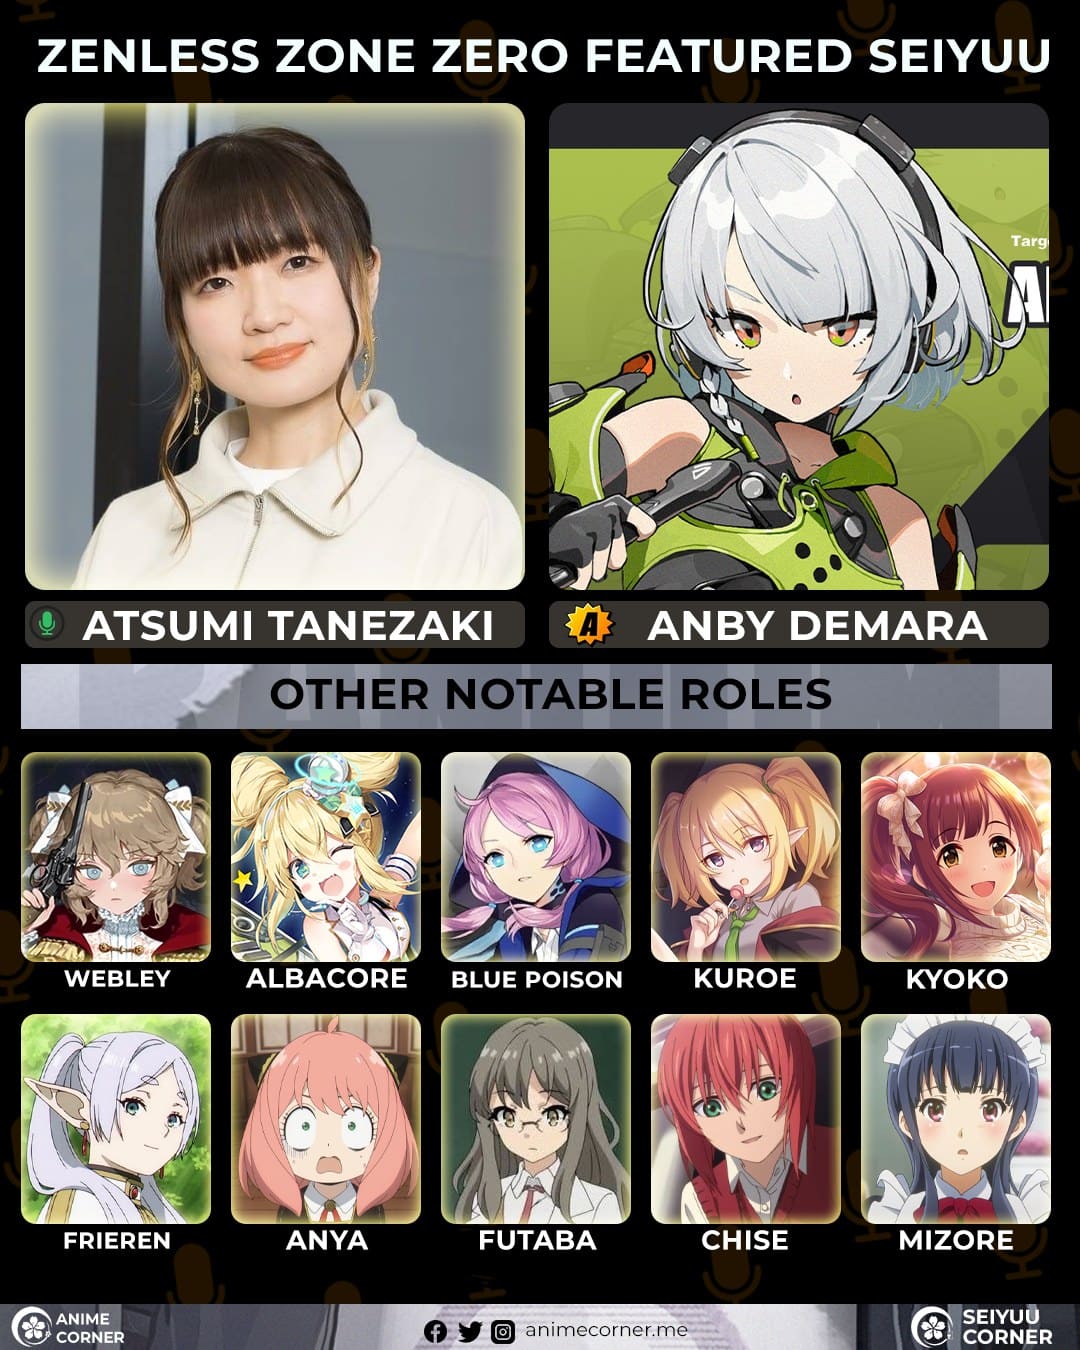 ZENLESS ZONE ZERO FEATURED SEIYUU
Targ
A
ATSUMI TANEZAKI
A
ANBY DEMARA
OTHER NOTABLE ROLES
WEBLEY
ALBACORE
BLUE POISON
KUROE
KYOKO
FRIEREN
ANYA
FUTABA
CHISE
MIZORE
ANIME
CORNER
animecorner.me
SEIYUU
CORNER